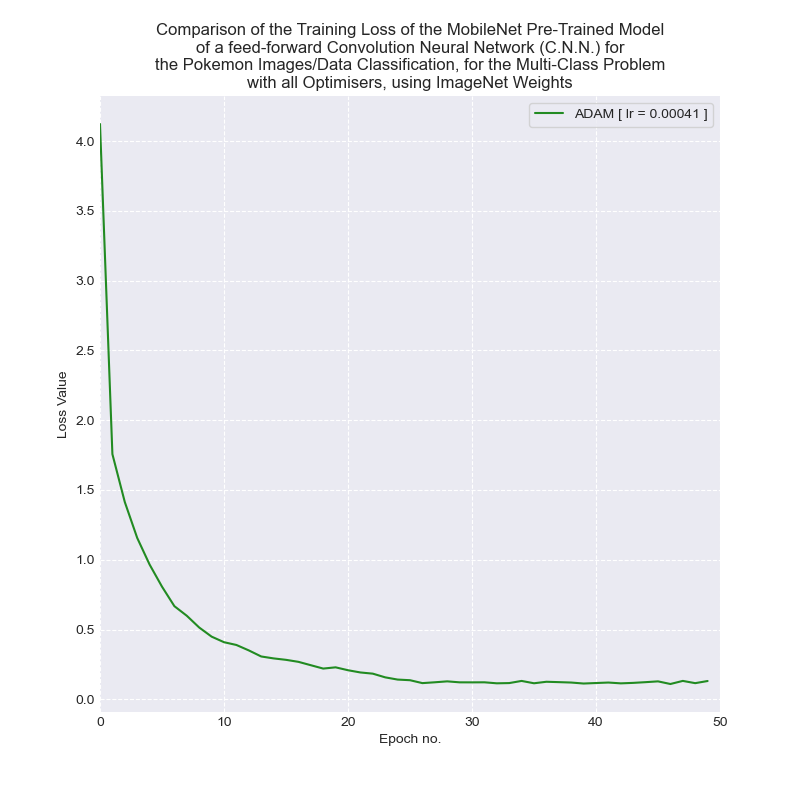 Comparison of the Training Loss of the MobileNet Pre-Trained Model
of a feed-forward Convolution Neural Network (C.N.N.) for
the Pokemon Images/Data Classification, for the Multi-Class Problem
with all Optimisers, using ImageNet Weights
ADAM [ lr = 0.00041 ]
4.0
3.5
3.0
2.5
2.0
1.5
1.0
0.5
0.0
Loss Value
0 10 20 30 40 50
Epoch no.